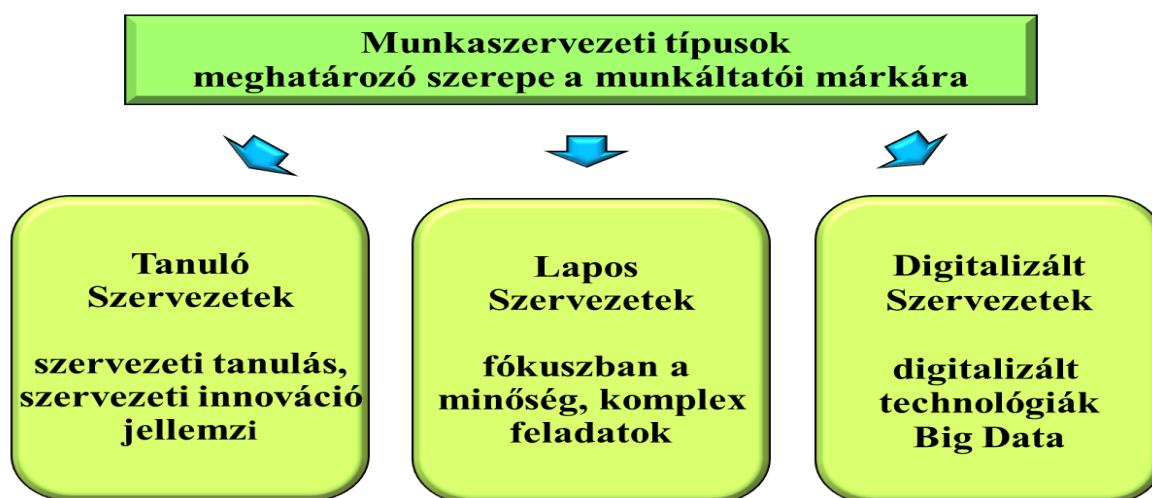 Munkaszervezeti típusok
meghatározó szerepe a munkáltatói márkára
Tanuló
Szervezetek
szervezeti tanulás,
szervezeti innováció
jellemzi
Lapos
Szervezetek
fókuszban a
minőség, komplex
feladatok
Digitalizált
Szervezetek
digitalizált
technológiák
Big Data